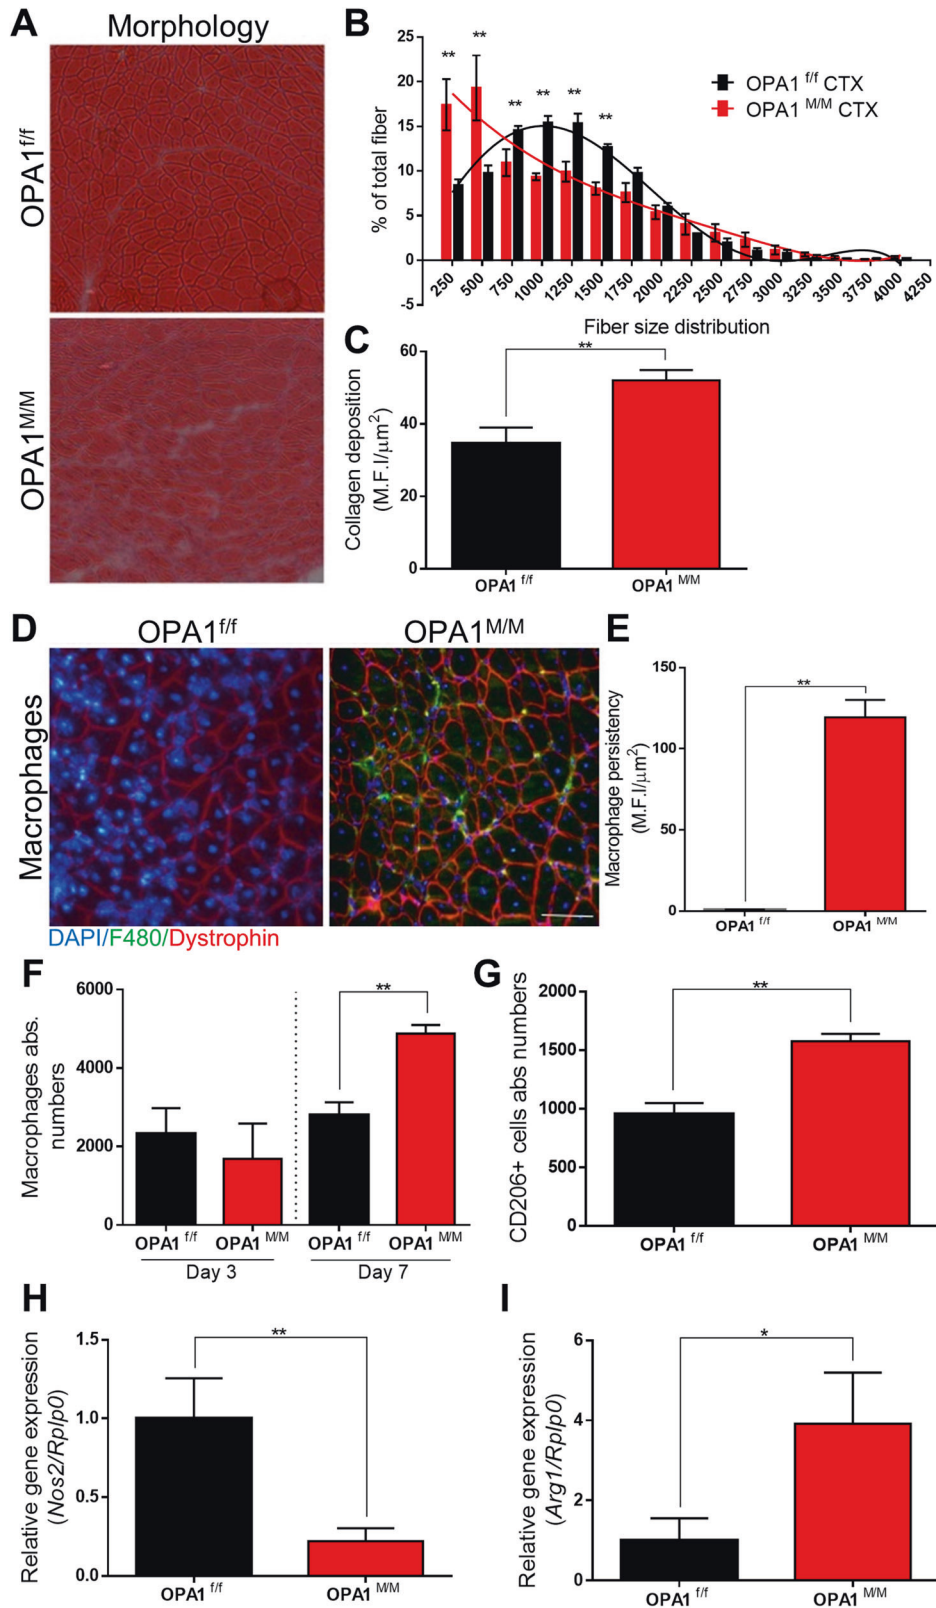 A
Morphology
OPA1f/f
OPA1M/M
B
% of total fiber
25
20
15
10
5
0
-5
** ** ** ** ** **
OPA1 f/f CTX
OPA1 M/M CTX
250 500 750 1000 1250 1500 1750 2000 2250 2500 2750 3000 3250 3500 3750 4000 4250
Fiber size distribution
C
Collagen deposition
(M.F.I/µm2)
60
40
20
0
**
OPA1 f/f
OPA1 M/M
D
OPA1f/f
OPA1M/M
Macrophages
DAPI/F480/Dystrophin
E
Macrophage persistency
(M.F.I/µm2)
150
100
50
0
**
OPA1 f/f
OPA1 M/M
F
Macrophages abs.
numbers
6000
4000
2000
0
**
OPA1 f/f
OPA1 M/M
OPA1 f/f
OPA1 M/M
Day 3
Day 7
G
CD206+ cells abs numbers
2000
1500
1000
500
0
**
OPA1 f/f
OPA1 M/M
H
Relative gene expression
(Nos2/Rplp0)
1.5
1.0
0.5
0.0
**
OPA1 f/f
OPA1 M/M
I
Relative gene expression
(Arg1/Rplp0)
6
4
2
0
*
OPA1 f/f
OPA1 M/M